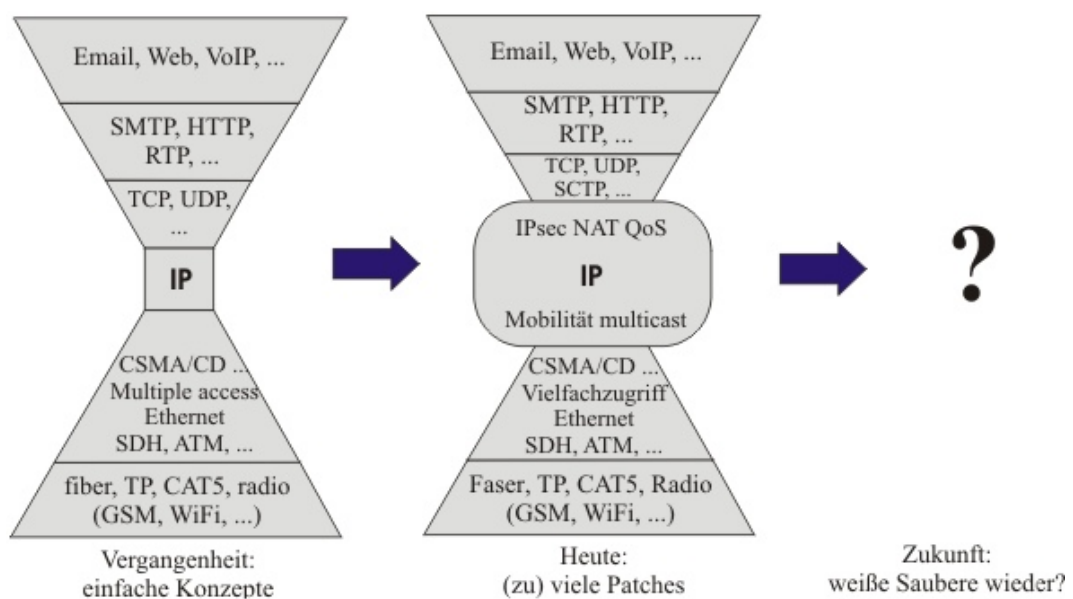 Email, Web, VoIP, ...
SMTP, HTTP,
RTP, ...
TCP, UDP,
...
IP
CSMA/CD ...
Multiple access
Ethernet
SDH, ATM, ...
fiber, TP, CAT5, radio
(GSM, WiFi, ...)
Vergangenheit:
einfache Konzepte
Email, Web, VoIP, ...
SMTP, HTTP,
RTP, ...
TCP, UDP,
SCTP, ...
IPsec NAT QoS
IP
Mobilität multicast
CSMA/CD ...
Vielfachzugriff
Ethernet
SDH, ATM, ...
Faser, TP, CAT5, Radio
(GSM, WiFi, ...)
Heute:
(zu) viele Patches
?
Zukunft:
weiße Saubere wieder?